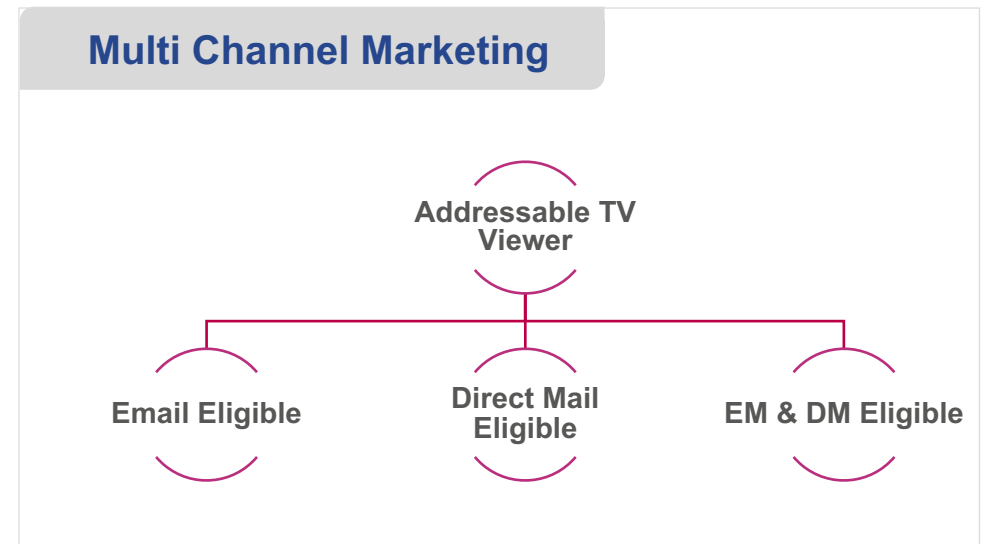 Multi Channel Marketing
Addressable TV
Viewer
Email Eligible
Direct Mail
Eligible
EM & DM Eligible